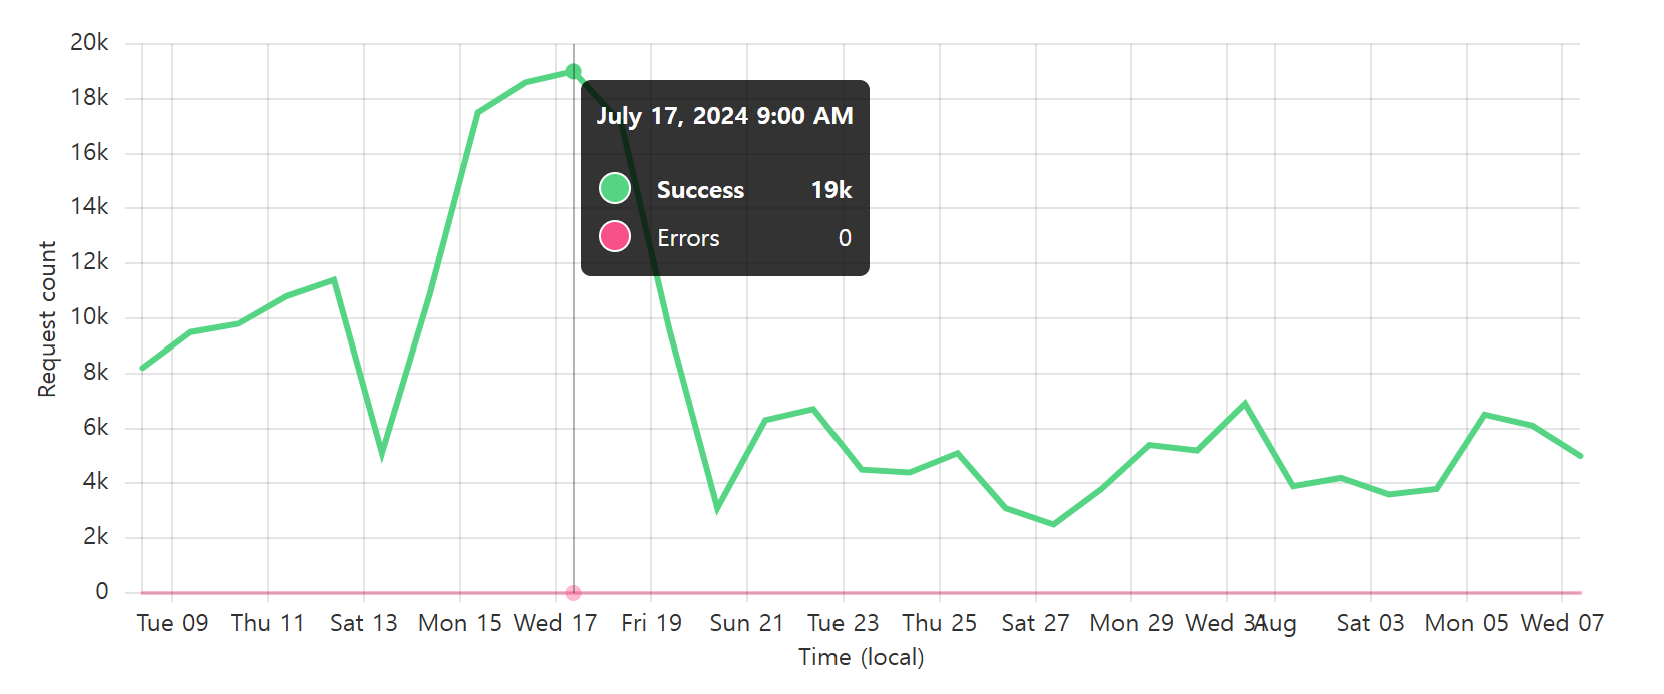 20k
18k
16k
14k
12k
10k
8k
6k
4k
2k
0
Request count
July 17, 2024 9:00 AM
Success 19k
Errors 0
Tue 09 Thu 11 Sat 13 Mon 15 Wed 17 Fri 19 Sun 21 Tue 23 Thu 25 Sat 27 Mon 29 Wed 31 Aug Sat 03 Mon 05 Wed 07
Time (local)